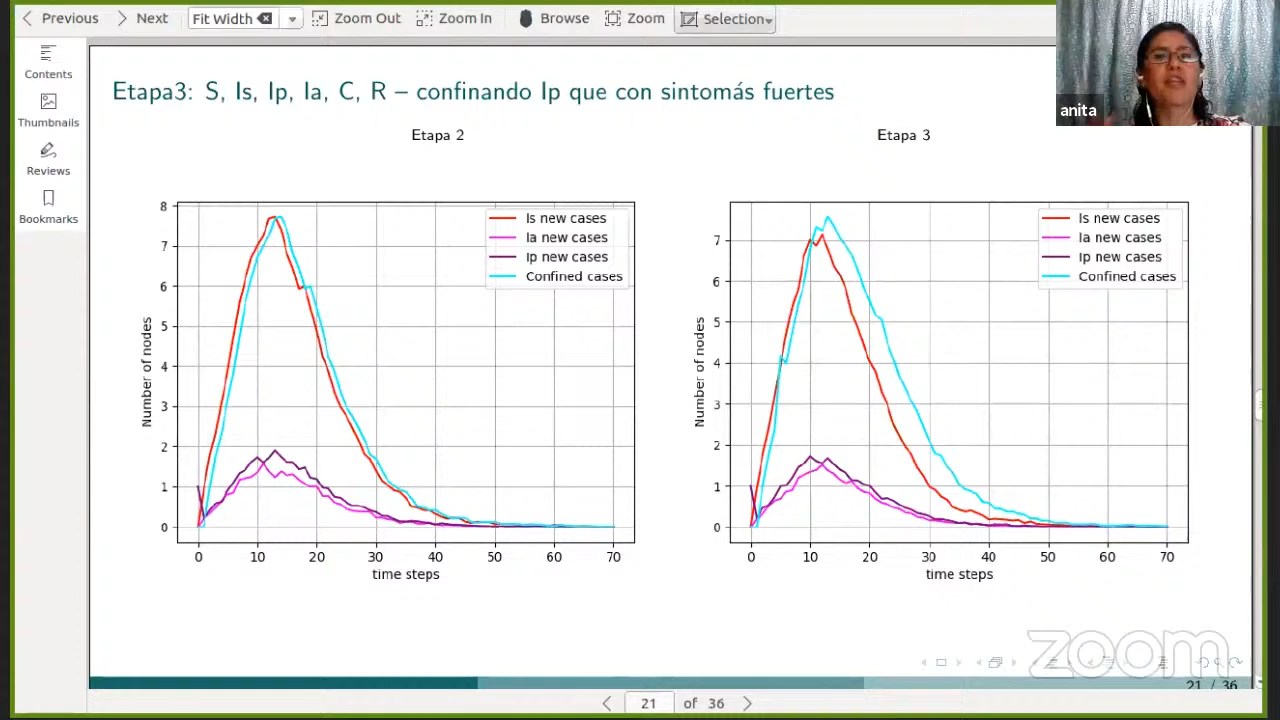 Previous Next Fit Width Zoom Out Zoom In Browse Zoom Selection
Contents
Thumbnails
Reviews
Bookmarks
anita
Etapa3: S, Is, Ip, Ia, C, R – confinando Ip que con sintomás fuertes
Etapa 2
8
7
6
5
4
3
2
1
0
Number of nodes
Is new cases
Ia new cases
Ip new cases
Confined cases
0 10 20 30 40 50 60 70
time steps
Etapa 3
7
6
5
4
3
2
1
0
Number of nodes
Is new cases
Ia new cases
Ip new cases
Confined cases
0 10 20 30 40 50 60 70
time steps
zoom
21 / 36
21 of 36